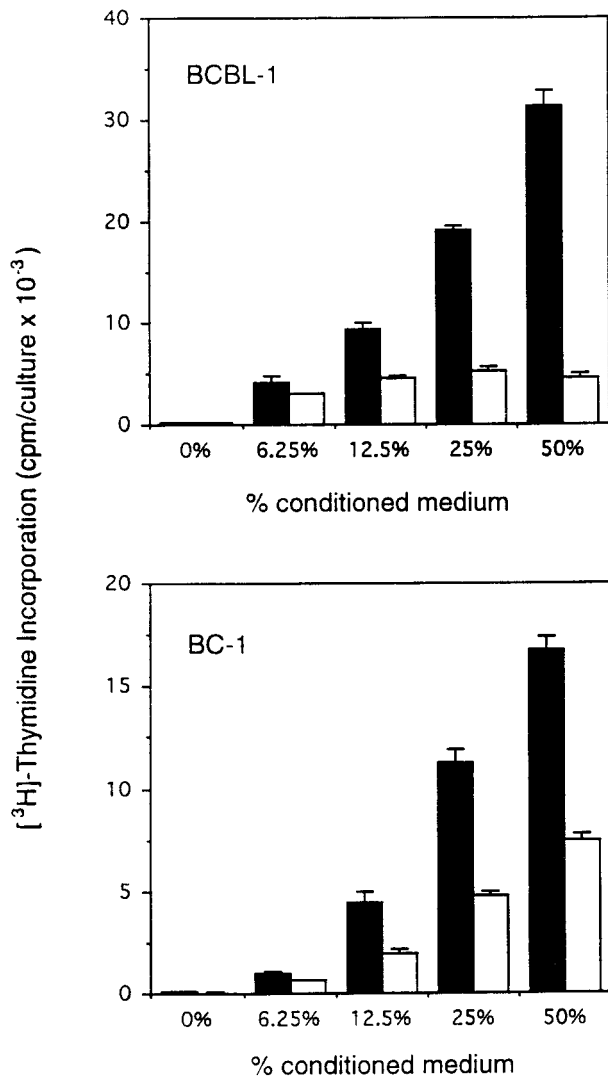 [³H]-Thymidine Incorporation (cpm/culture x 10⁻³)
40
BCBL-1
30
20
10
0
0% 6.25% 12.5% 25% 50%
% conditioned medium
20
BC-1
15
10
5
0
0% 6.25% 12.5% 25% 50%
% conditioned medium